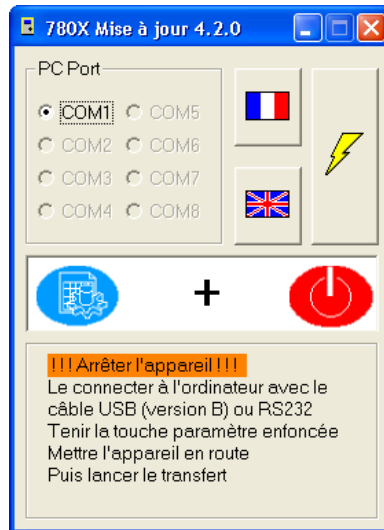 780X Mise à jour 4.2.0
PC Port
COM1 COM5
COM2 COM6
COM3 COM7
COM4 COM8
+
!!! Arrêter l'appareil !!!
Le connecter à l'ordinateur avec le
câble USB (version B) ou RS232
Tenir la touche paramètre enfoncée
Mettre l'appareil en route
Puis lancer le transfert